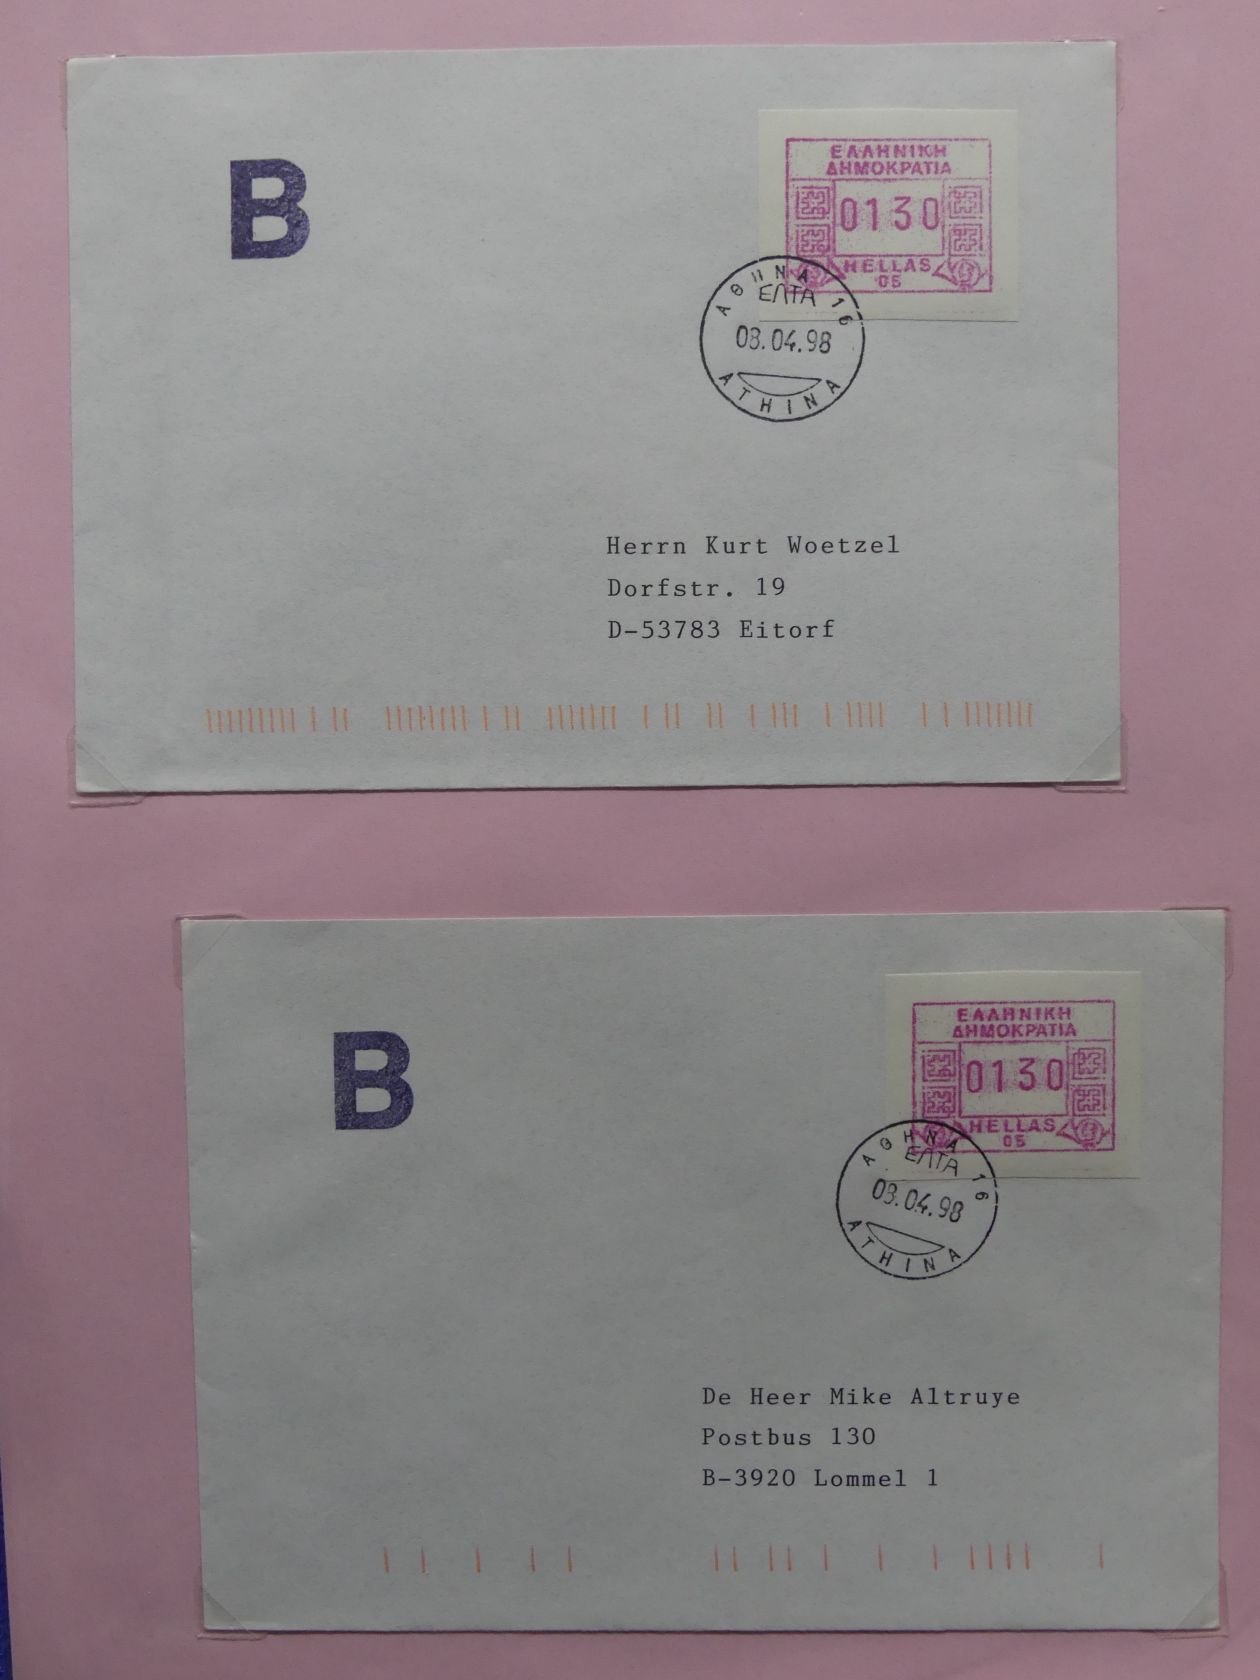 B
ΕΛΛΗΝΙΚΗ
ΔΗΜΟΚΡΑΤΙΑ
0130
HELLAS
05
ΑΘΗΝΑ 16
ΕΛΤΑ
08.04.98
ATHINA
Herrn Kurt Woetzel
Dorfstr. 19
D-53783 Eitorf
B
ΕΛΛΗΝΙΚΗ
ΔΗΜΟΚΡΑΤΙΑ
0130
HELLAS
05
ΑΘΗΝΑ 16
ΕΛΤΑ
08.04.98
ATHINA
De Heer Mike Altruye
Postbus 130
B-3920 Lommel 1